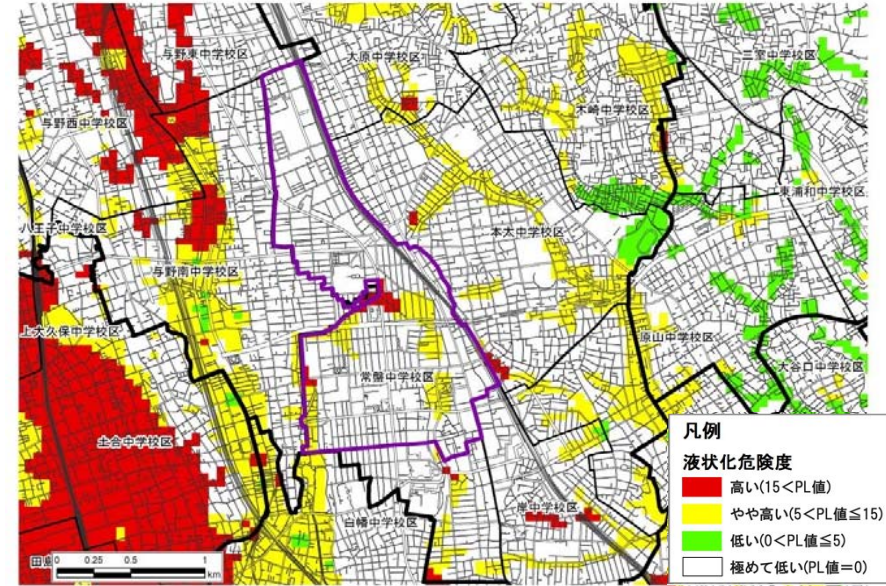 与野東中学校区
大原中学校区
三室中学校区
与野西中学校区
木崎中学校区
東浦和中学校区
八王子中学校区
本太中学校区
与野南中学校区
上大久保中学校区
原山中学校区
大谷口中学校区
常盤中学校区
土合中学校区
岸中学校区
白幡中学校区
田島
0 0.25 0.5 1
km
凡例
液状化危険度
高い(15<PL値)
やや高い(5<PL値≦15)
低い(0<PL値≦5)
極めて低い(PL値=0)